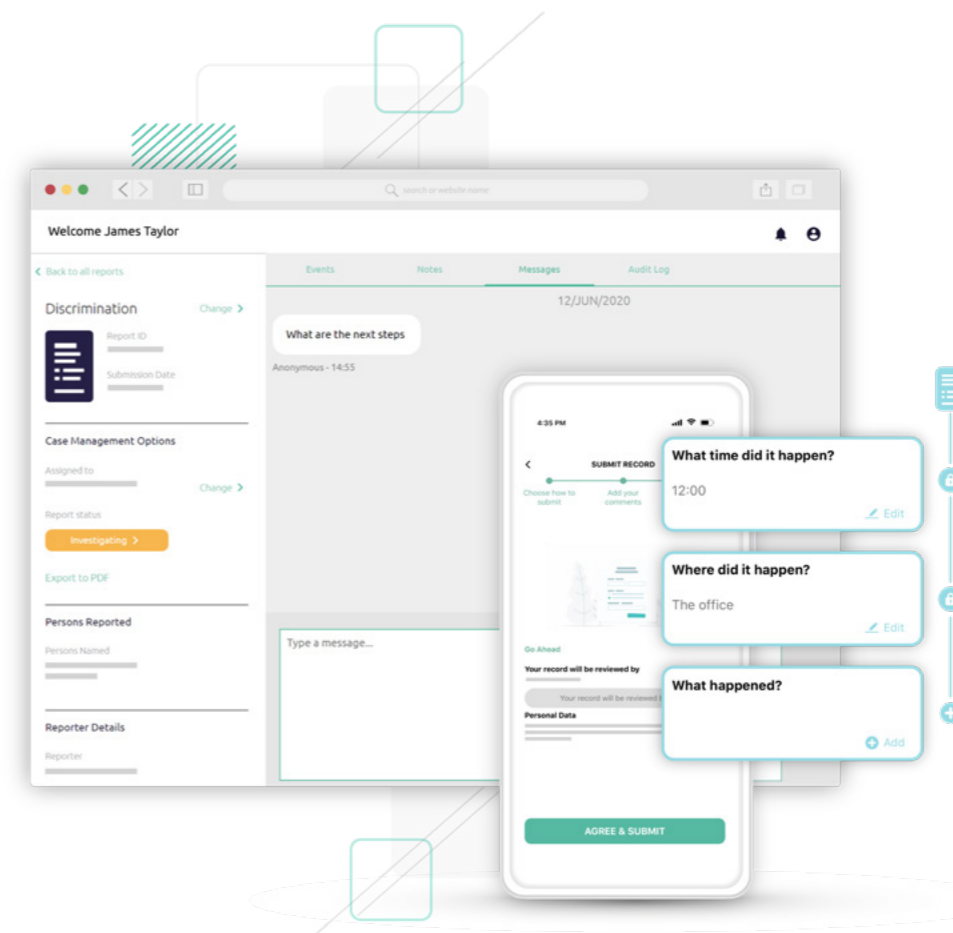 search or website name
Welcome James Taylor
Back to all reports
Events
Notes
Messages
Audit Log
Discrimination
Change
Report ID
Submission Date
12/JUN/2020
What are the next steps
Anonymous - 14:55
Case Management Options
Assigned to
Change
Report status
Investigating
Export to PDF
Persons Reported
Persons Named
Reporter Details
Reporter
Type a message...
4:35 PM
SUBMIT RECORD
Choose how to
submit
Add your
comments
Go Ahead
Your record will be reviewed by
Your record will be reviewed
Personal Data
AGREE & SUBMIT
What time did it happen?
12:00
Edit
Where did it happen?
The office
Edit
What happened?
Add